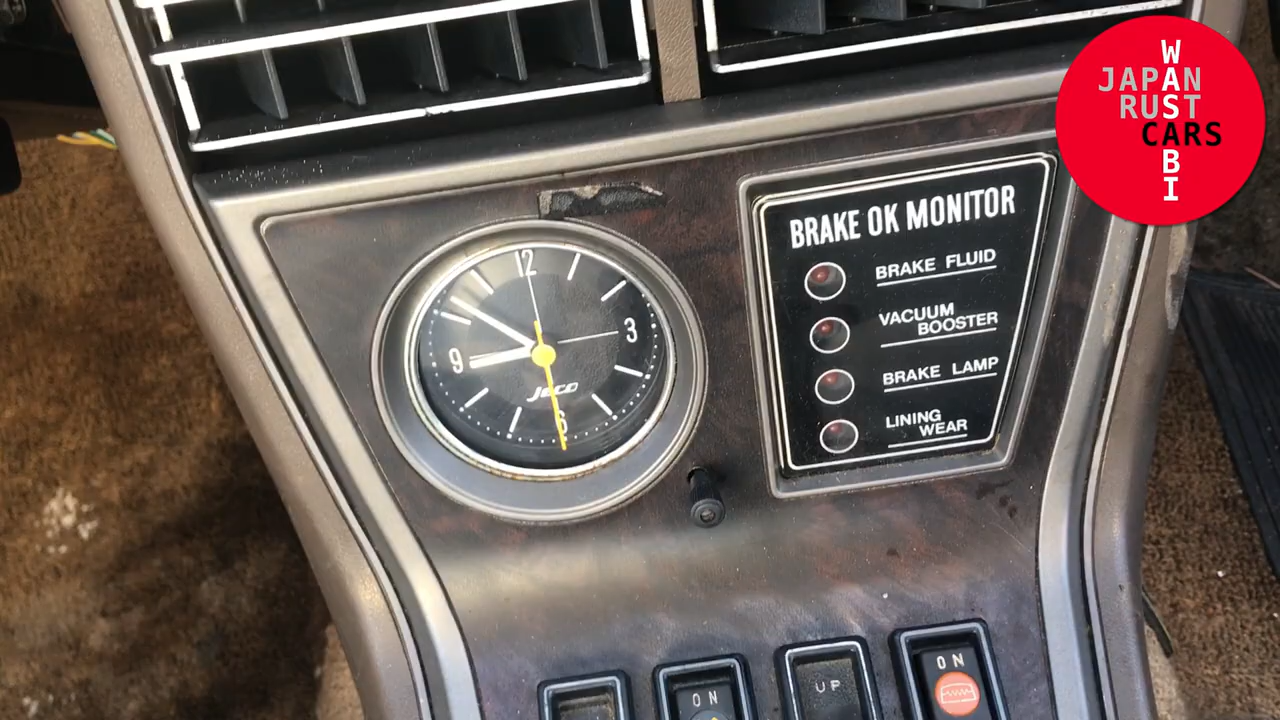 W
JAPAN
RUST
CARS
B
I
12
3
9
6
Jeco
BRAKE OK MONITOR
BRAKE FLUID
VACUUM
BOOSTER
BRAKE LAMP
LINING
WEAR
ON
UP
ON